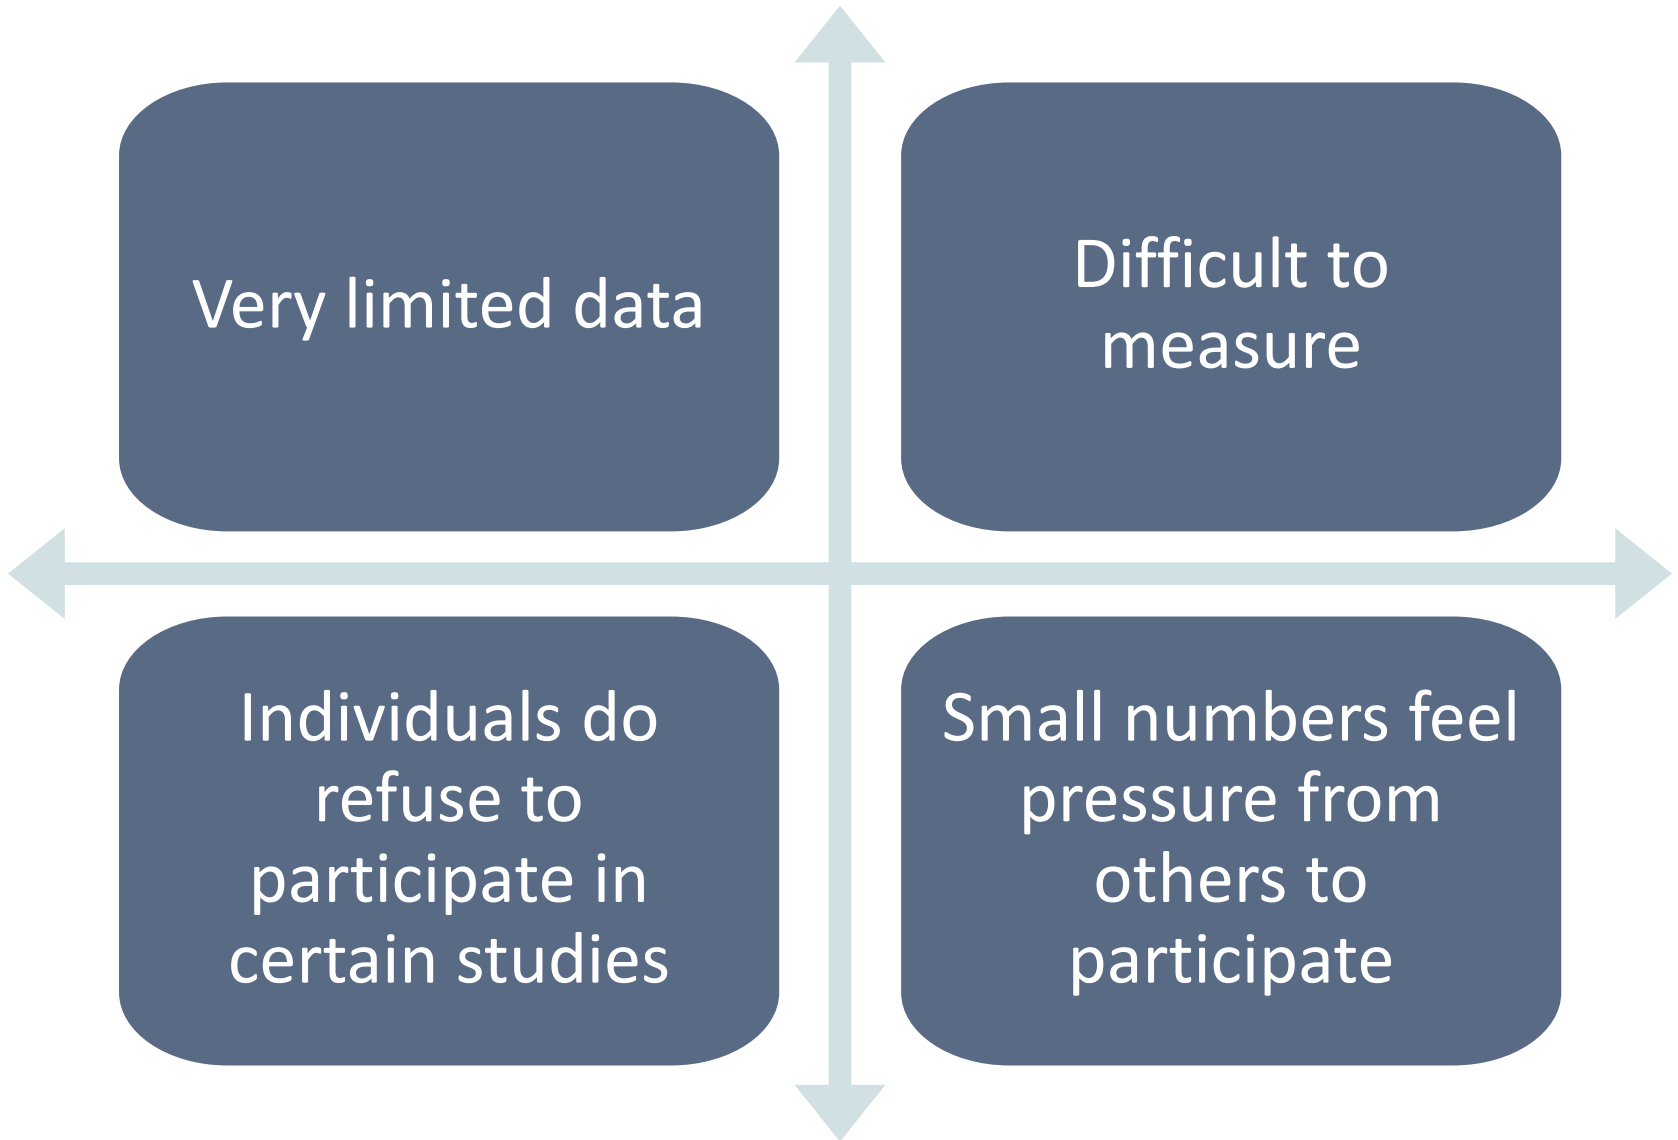 Very limited data
Difficult to
measure
Individuals do
refuse to
participate in
certain studies
Small numbers feel
pressure from
others to
participate